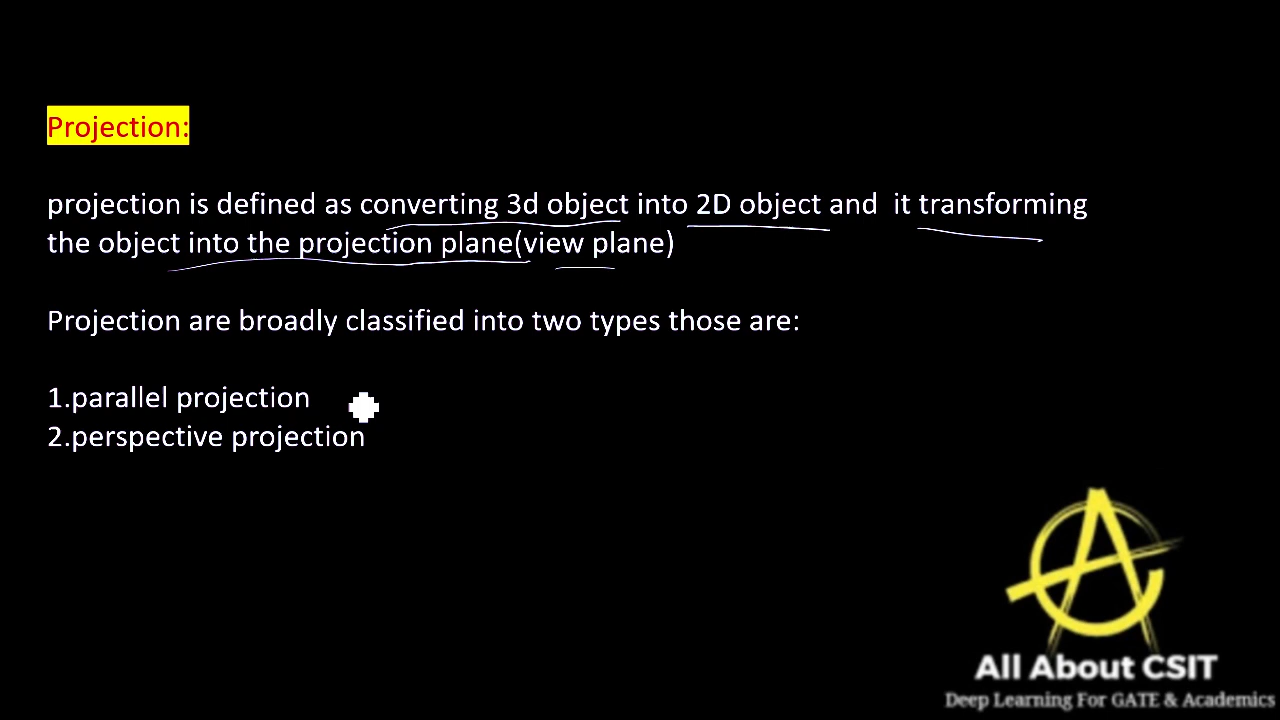 Projection:
projection is defined as converting 3d object into 2D object and  it transforming
the object into the projection plane(view plane)
Projection are broadly classified into two types those are:
1.parallel projection
2.perspective projection
All About CSIT
Deep Learning For GATE & Academics